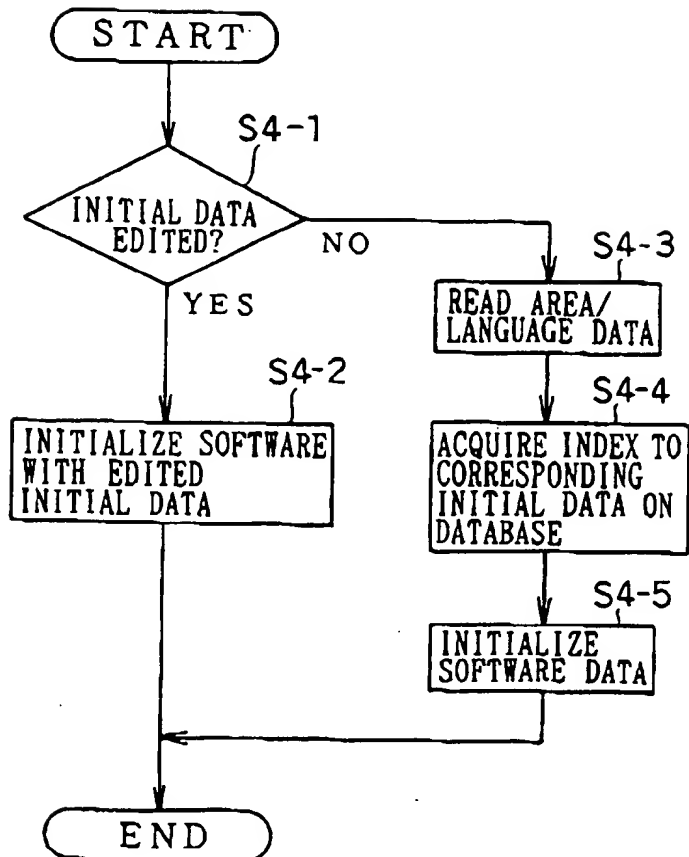 START
S4-1
INITIAL DATA
EDITED?
NO
YES
S4-3
READ AREA/
LANGUAGE DATA
S4-2
INITIALIZE SOFTWARE
WITH EDITED
INITIAL DATA
S4-4
ACQUIRE INDEX TO
CORRESPONDING
INITIAL DATA ON
DATABASE
S4-5
INITIALIZE
SOFTWARE DATA
END